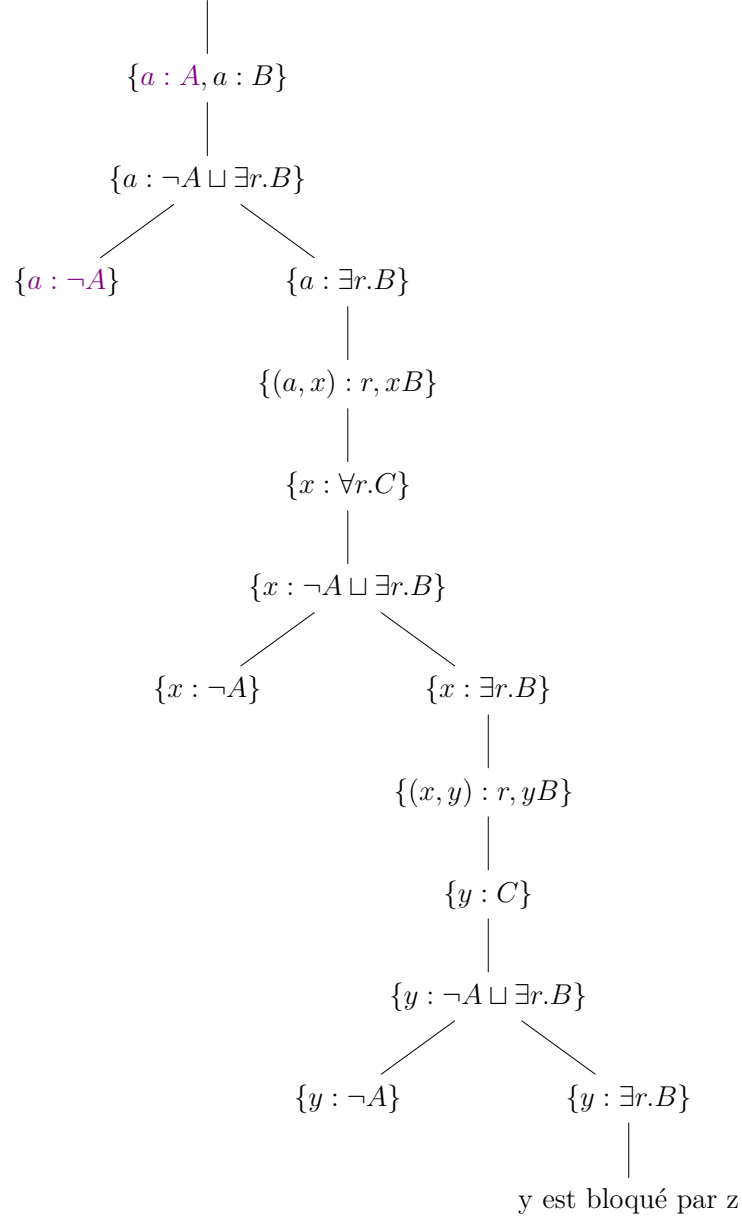 {a : A, a : B}
{a : ¬A ⊔ ∃r.B}
{a : ¬A} {a : ∃r.B}
{(a, x) : r, xB}
{x : ∀r.C}
{x : ¬A ⊔ ∃r.B}
{x : ¬A} {x : ∃r.B}
{(x, y) : r, yB}
{y : C}
{y : ¬A ⊔ ∃r.B}
{y : ¬A} {y : ∃r.B}
y est bloqué par z